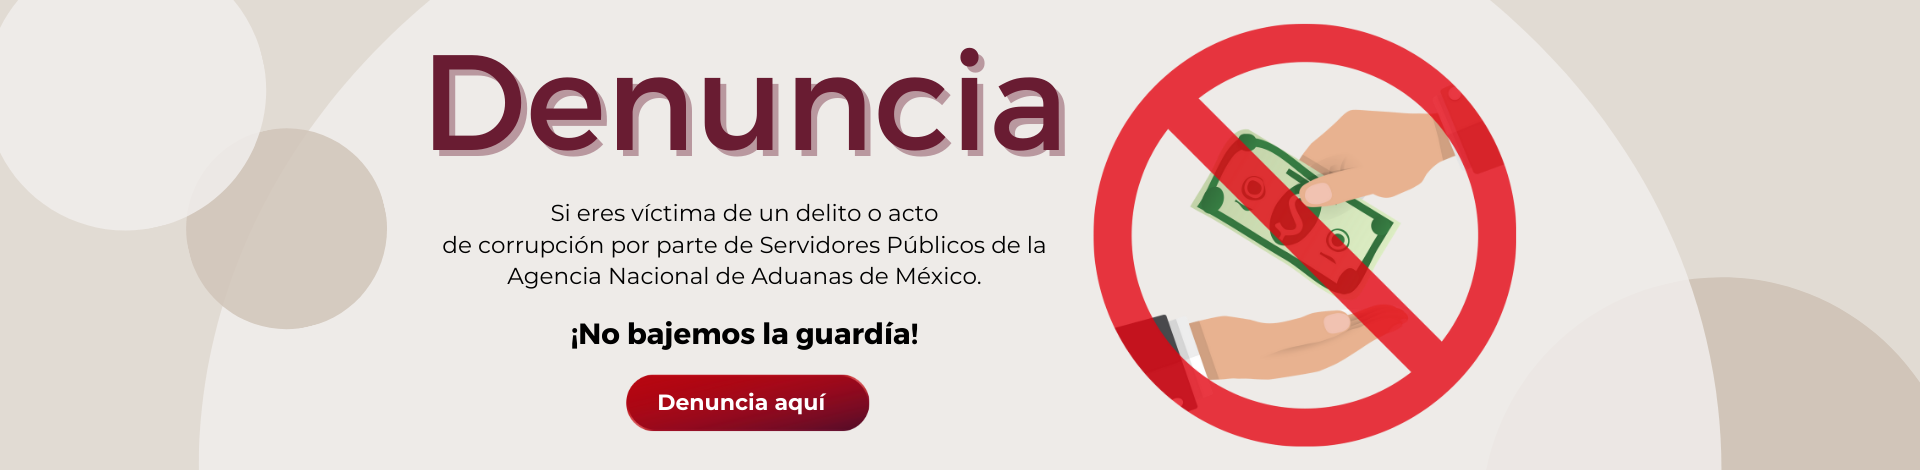 Denuncia
Si eres víctima de un delito o acto
de corrupción por parte de Servidores Públicos de la
Agencia Nacional de Aduanas de México.
¡No bajemos la guardía!
Denuncia aquí